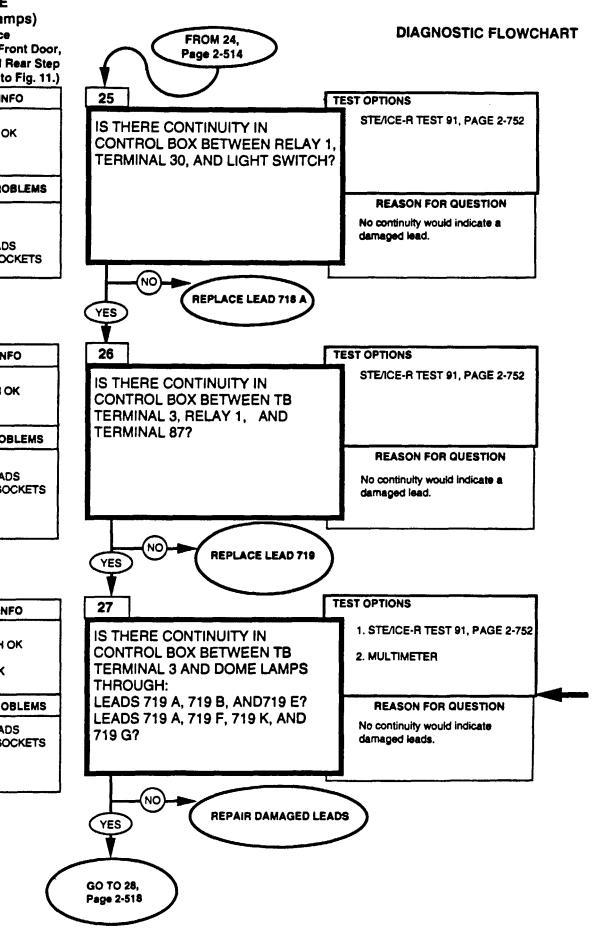 E
amps)
ce
Front Door,
Rear Step
to Fig. 11.)
DIAGNOSTIC FLOWCHART
FROM 24,
Page 2-514
NFO
OK
ROBLEMS
ADS
OCKETS
25
IS THERE CONTINUITY IN
CONTROL BOX BETWEEN RELAY 1,
TERMINAL 30, AND LIGHT SWITCH?
TEST OPTIONS
STE/ICE-R TEST 91, PAGE 2-752
REASON FOR QUESTION
No continuity would indicate a
damaged lead.
NO
REPLACE LEAD 718 A
YES
NFO
OK
OBLEMS
ADS
SOCKETS
26
IS THERE CONTINUITY IN
CONTROL BOX BETWEEN TB
TERMINAL 3, RELAY 1, AND
TERMINAL 87?
TEST OPTIONS
STE/ICE-R TEST 91, PAGE 2-752
REASON FOR QUESTION
No continuity would indicate a
damaged lead.
NO
REPLACE LEAD 719
YES
NFO
H OK
K
OBLEMS
ADS
SOCKETS
27
IS THERE CONTINUITY IN
CONTROL BOX BETWEEN TB
TERMINAL 3 AND DOME LAMPS
THROUGH:
LEADS 719 A, 719 B, AND719 E?
LEADS 719 A, 719 F, 719 K, AND
719 G?
TEST OPTIONS
1. STE/ICE-R TEST 91, PAGE 2-752
2. MULTIMETER
REASON FOR QUESTION
No continuity would indicate
damaged leads.
NO
REPAIR DAMAGED LEADS
YES
GO TO 28,
Page 2-518